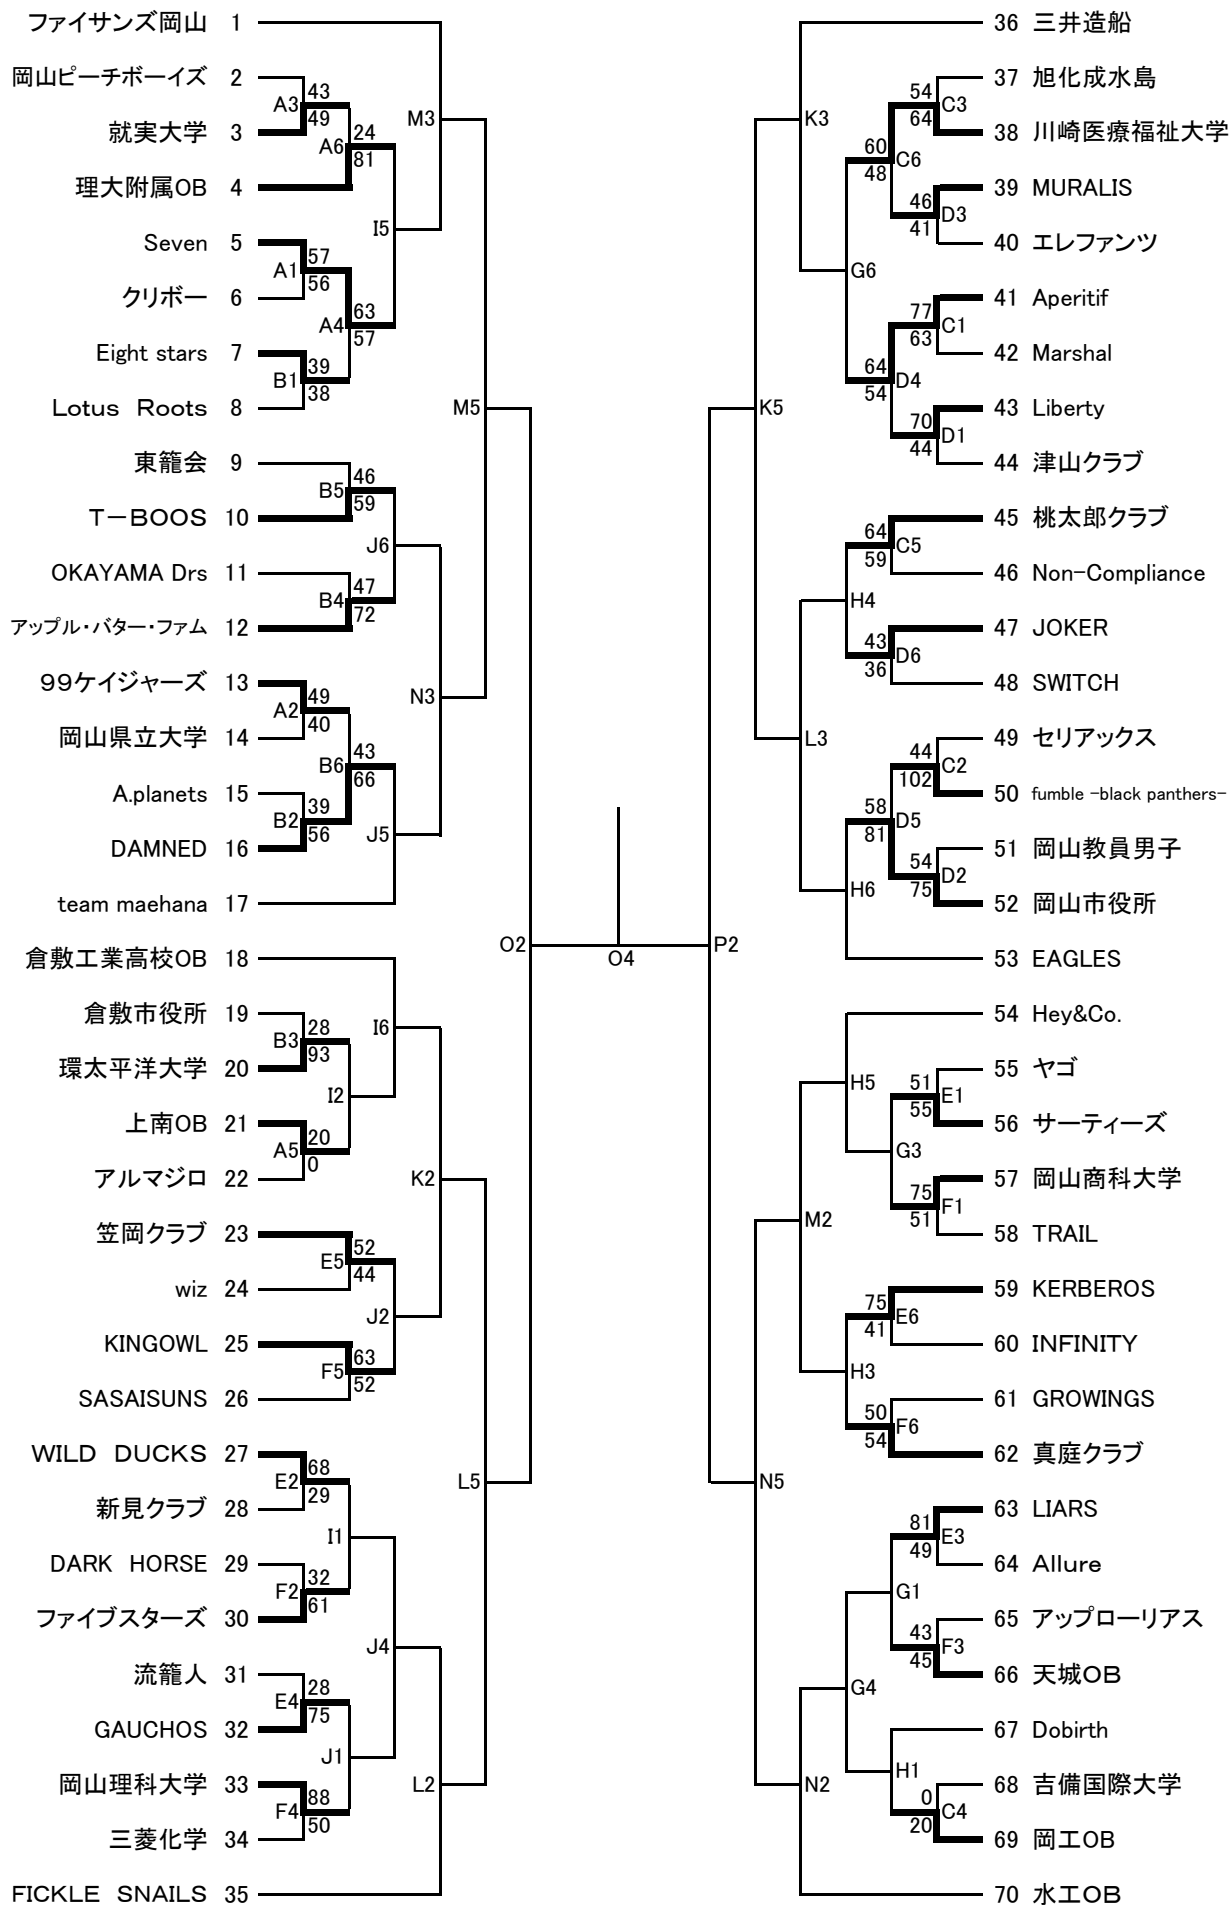 ファイサンズ岡山 1
岡山ピーチボーイズ 2
A3 43
49
就実大学 3
A6 24
81
理大附属OB 4
M3
I5
Seven 5
A1 57
56
クリボー 6
A4 63
57
Eight stars 7
B1 39
38
Lotus Roots 8
M5
東籠会 9
B5 46
59
T-BOOS 10
J6
OKAYAMA Drs 11
B4 47
72
アップル・バター・ファム 12
99ケイジャーズ 13
N3
A2 49
40
岡山県立大学 14
B6 43
66
A.planets 15
B2 39
56
J5
DAMNED 16
team maehana 17
O2
倉敷工業高校OB 18
倉敷市役所 19
I6
B3 28
93
環太平洋大学 20
I2
上南OB 21
A5 20
0
アルマジロ 22
K2
笠岡クラブ 23
E5 52
44
wiz 24
J2
KINGOWL 25
F5 63
52
SASAISUNS 26
WILD DUCKS 27
E2 68
29
L5
新見クラブ 28
I1
DARK HORSE 29
F2 32
61
ファイブスターズ 30
J4
流籠人 31
E4 28
75
GAUCHOS 32
J1
岡山理科大学 33
L2
F4 88
50
三菱化学 34
FICKLE SNAILS 35
O4
36 三井造船
37 旭化成水島
54 C3
64
K3
38 川崎医療福祉大学
60 C6
48
39 MURALIS
46 D3
41
40 エレファンツ
G6
41 Aperitif
77 C1
63
42 Marshal
64 D4
54
43 Liberty
K5
70 D1
44
44 津山クラブ
45 桃太郎クラブ
64 C5
59
46 Non-Compliance
H4
47 JOKER
43 D6
36
48 SWITCH
L3
49 セリアックス
44 C2
102
50 fumble -black panthers-
58 D5
81
51 岡山教員男子
54 D2
75
H6
52 岡山市役所
P2
53 EAGLES
54 Hey&Co.
55 ヤゴ
H5
51 E1
55
56 サーティーズ
G3
57 岡山商科大学
75 F1
51
M2
58 TRAIL
59 KERBEROS
75 E6
41
60 INFINITY
H3
61 GROWINGS
50 F6
54
62 真庭クラブ
N5
63 LIARS
81 E3
49
64 Allure
G1
65 アップローリアス
43 F3
45
66 天城OB
G4
67 Dobirth
H1
N2
68 吉備国際大学
0 C4
20
69 岡工OB
70 水工OB